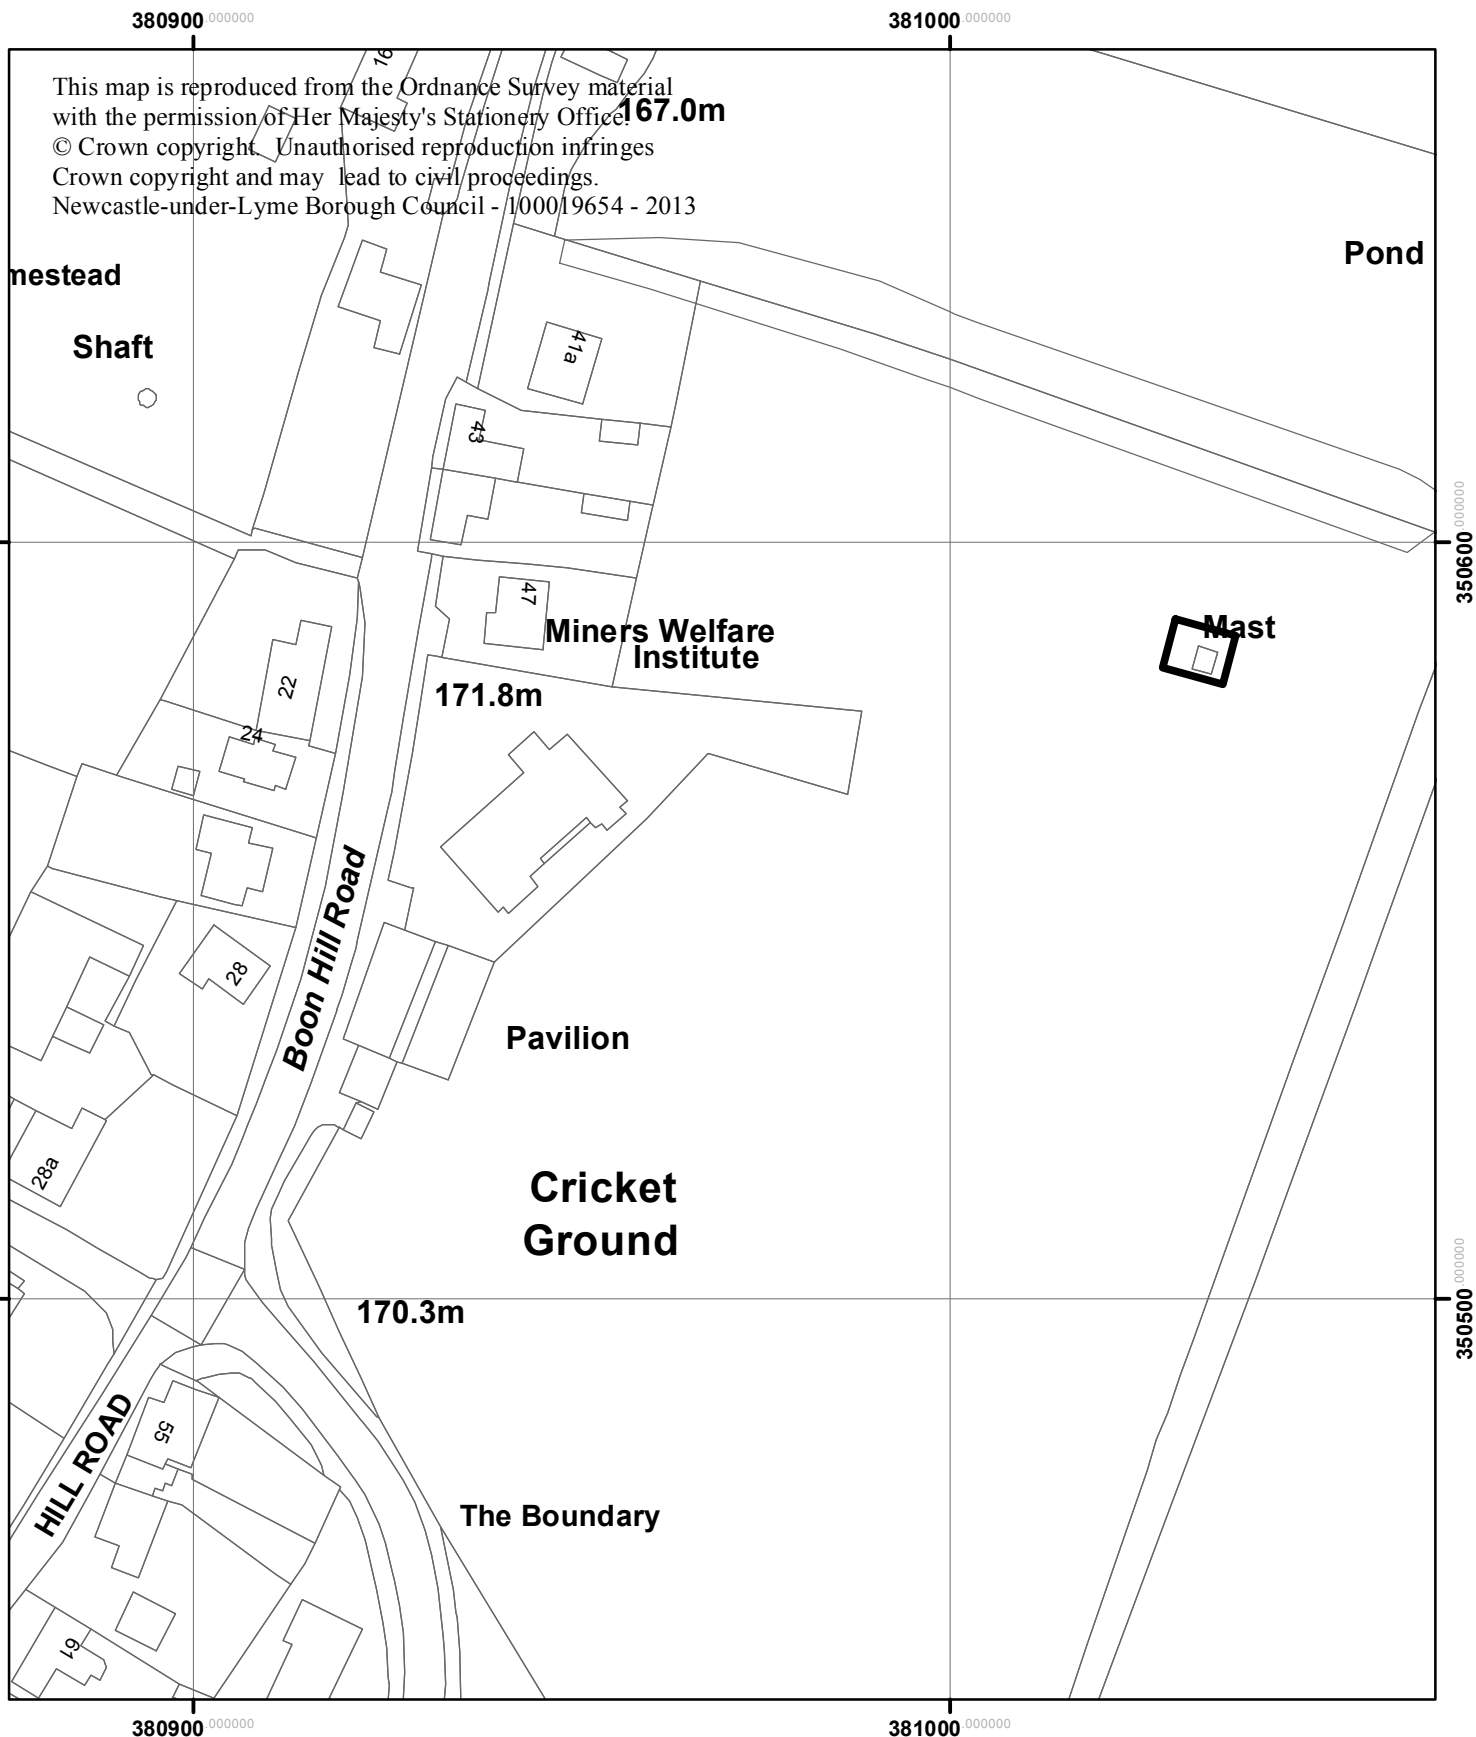 380900.000000
381000.000000
16
This map is reproduced from the Ordnance Survey material
with the permission of Her Majesty's Stationery Office.
© Crown copyright. Unauthorised reproduction infringes
Crown copyright and may lead to civil proceedings.
Newcastle-under-Lyme Borough Council - 100019654 - 2013
167.0m
Pond
mestead
Shaft
41a
43
350600.000000
47
Miners Welfare
Institute
Mast
171.8m
22
24
Boon Hill Road
28
Pavilion
28a
Cricket
Ground
170.3m
350500.000000
HILL ROAD
55
The Boundary
61
380900.000000
381000.000000